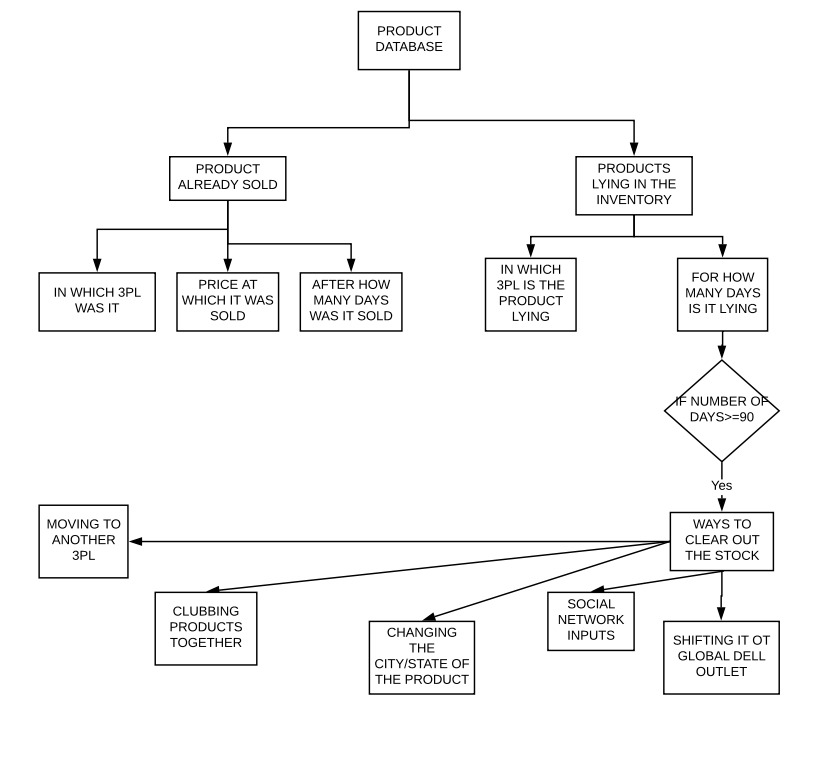 PRODUCT
DATABASE
PRODUCT
ALREADY SOLD
PRODUCTS
LYING IN THE
INVENTORY
IN WHICH 3PL
WAS IT
PRICE AT
WHICH IT WAS
SOLD
AFTER HOW
MANY DAYS
WAS IT SOLD
IN WHICH
3PL IS THE
PRODUCT
LYING
FOR HOW
MANY DAYS
IS IT LYING
IF NUMBER OF
DAYS>=90
Yes
WAYS TO
CLEAR OUT
THE STOCK
MOVING TO
ANOTHER
3PL
CLUBBING
PRODUCTS
TOGETHER
CHANGING
THE
CITY/STATE OF
THE PRODUCT
SOCIAL
NETWORK
INPUTS
SHIFTING IT OT
GLOBAL DELL
OUTLET